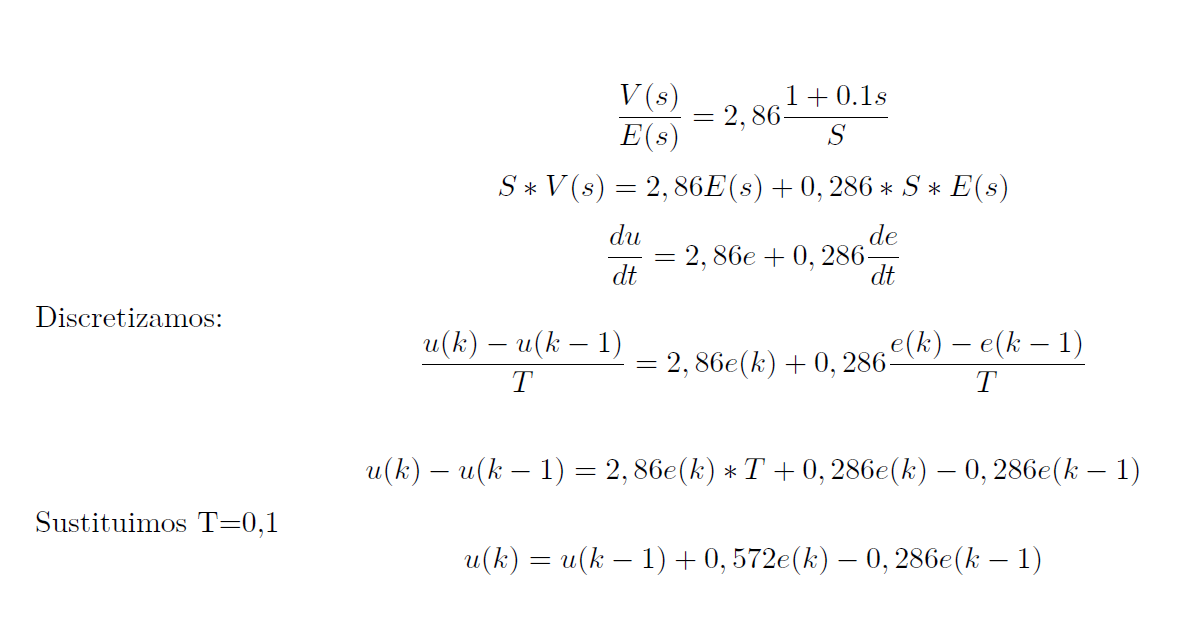 V(s)/E(s) = 2,86 (1 + 0.1s)/S
S ∗ V(s) = 2,86E(s) + 0,286 ∗ S ∗ E(s)
du/dt = 2,86e + 0,286 de/dt
Discretizamos:
(u(k) − u(k − 1))/T = 2,86e(k) + 0,286 (e(k) − e(k − 1))/T
u(k) − u(k − 1) = 2,86e(k) ∗ T + 0,286e(k) − 0,286e(k − 1)
Sustituimos T=0,1
u(k) = u(k − 1) + 0,572e(k) − 0,286e(k − 1)